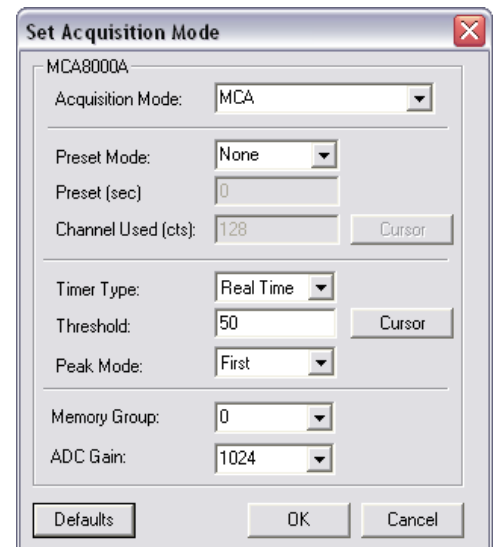 Set Acquisition Mode
MCA8000A
Acquisition Mode: MCA
Preset Mode: None
Preset (sec) 0
Channel Used (cts): 128 Cursor
Timer Type: Real Time
Threshold: 50 Cursor
Peak Mode: First
Memory Group: 0
ADC Gain: 1024
Defaults OK Cancel